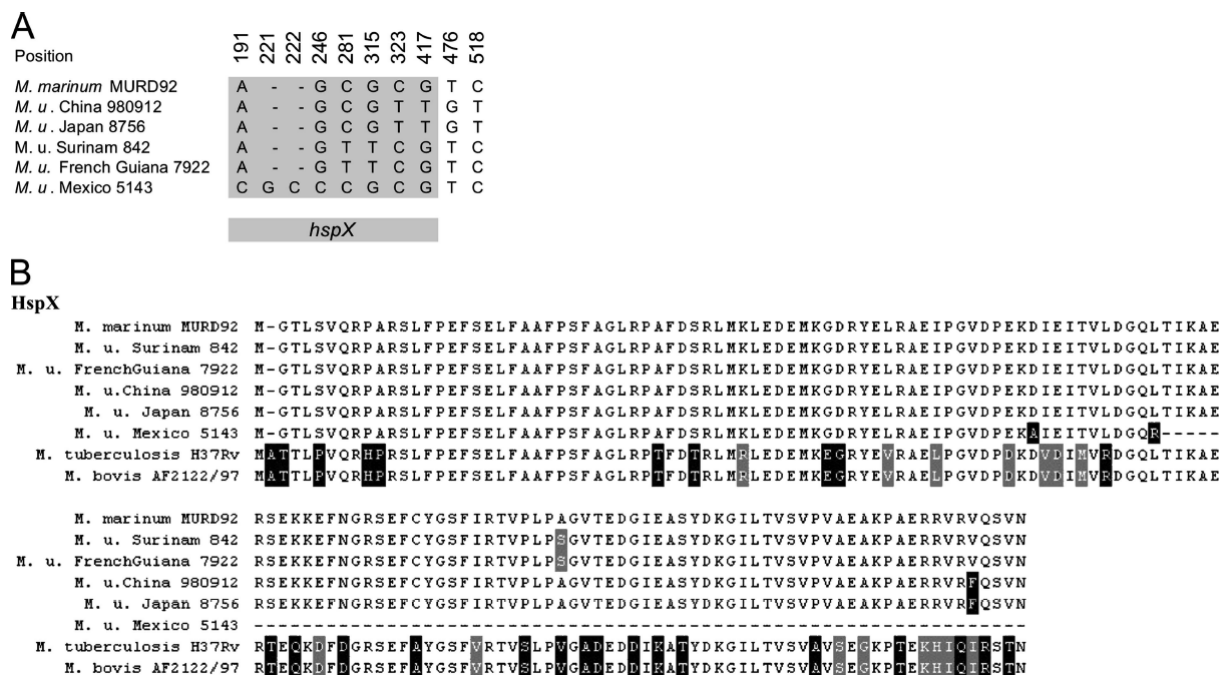 A
Position 191 221 222 246 281 315 323 417 476 518
M. marinum MURD92 A - - G C G C G T C
M. u. China 980912 A - - G C G T T G T
M. u. Japan 8756 A - - G C G T T G T
M. u. Surinam 842 A - - G T T C G T C
M. u. French Guiana 7922 A - - G T T C G T C
M. u. Mexico 5143 C G C C C G C G T C
hspX
B
HspX
M. marinum MURD92 M-GTLSVQRPARSLFPEFSELFAAFPSFAGLRPAFDSRLMKLEDEMKGDRYELRAEIPGVDPEKDIEITVLDGQLTIKAE
M. u. Surinam 842 M-GTLSVQRPARSLFPEFSELFAAFPSFAGLRPAFDSRLMKLEDEMKGDRYELRAEIPGVDPEKDIEITVLDGQLTIKAE
M. u. FrenchGuiana 7922 M-GTLSVQRPARSLFPEFSELFAAFPSFAGLRPAFDSRLMKLEDEMKGDRYELRAEIPGVDPEKDIEITVLDGQLTIKAE
M. u.China 980912 M-GTLSVQRPARSLFPEFSELFAAFPSFAGLRPAFDSRLMKLEDEMKGDRYELRAEIPGVDPEKDIEITVLDGQLTIKAE
M. u. Japan 8756 M-GTLSVQRPARSLFPEFSELFAAFPSFAGLRPAFDSRLMKLEDEMKGDRYELRAEIPGVDPEKDIEITVLDGQLTIKAE
M. u. Mexico 5143 M-GTLSVQRPARSLFPEFSELFAAFPSFAGLRPAFDSRLMKLEDEMKGDRYELRAEIPGVDPEKAIEITVLDGQR-----
M. tuberculosis H37Rv MATTLPVQRHPRSLFPEFSELFAAFPSFAGLRPTFDTRLMRLEDEMKEGRYEVRAELPGVDPDKDVDIMVRDGQLTIKAE
M. bovis AF2122/97 MATTLPVQRHPRSLFPEFSELFAAFPSFAGLRPTFDTRLMRLEDEMKEGRYEVRAELPGVDPDKDVDIMVRDGQLTIKAE
M. marinum MURD92 RSEKKEFNGRSEFCYGSFIRTVPLPAGVTEDGIEASYDKGILTVSVPVAEAKPAERRVRVQSVN
M. u. Surinam 842 RSEKKEFNGRSEFCYGSFIRTVPLPSGVTEDGIEASYDKGILTVSVPVAEAKPAERRVRVQSVN
M. u. FrenchGuiana 7922 RSEKKEFNGRSEFCYGSFIRTVPLPSGVTEDGIEASYDKGILTVSVPVAEAKPAERRVRVQSVN
M. u.China 980912 RSEKKEFNGRSEFCYGSFIRTVPLPAGVTEDGIEASYDKGILTVSVPVAEAKPAERRVRFQSVN
M. u. Japan 8756 RSEKKEFNGRSEFCYGSFIRTVPLPAGVTEDGIEASYDKGILTVSVPVAEAKPAERRVRFQSVN
M. u. Mexico 5143 ----------------------------------------------------------------
M. tuberculosis H37Rv RTEQKDFDGRSEFAYGSFVRTVSLPVGADEDDIKATYDKGILTVSVAVSEGKPTEKHIQIRSTN
M. bovis AF2122/97 RTEQKDFDGRSEFAYGSFVRTVSLPVGADEDDIKATYDKGILTVSVAVSEGKPTEKHIQIRSTN